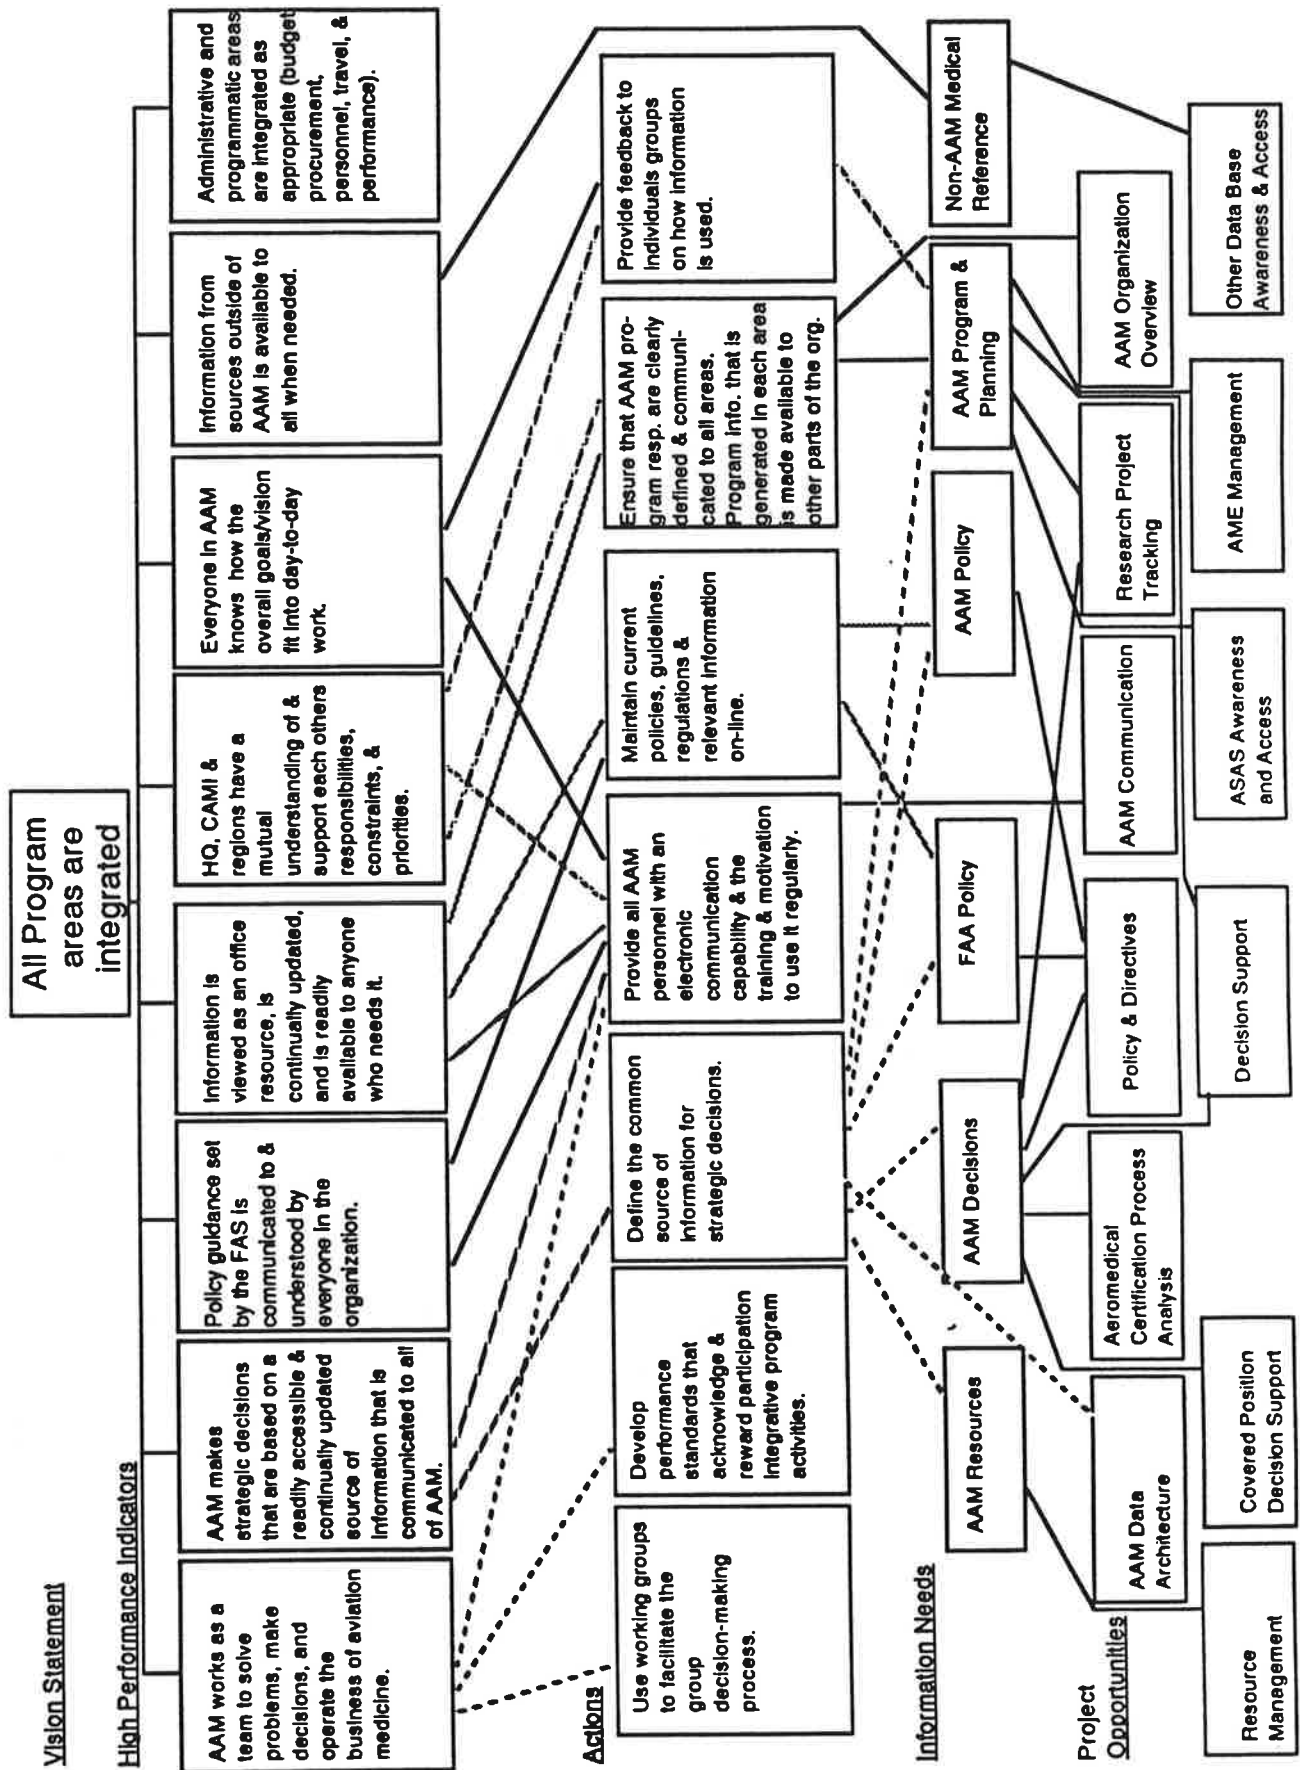 Vision Statement
All Program
areas are
integrated
High Performance Indicators
AAM works as a
team to solve
problems, make
decisions, and
operate the
business of aviation
medicine.
AAM makes
strategic decisions
that are based on a
readily accessible &
continually updated
source of
information that is
communicated to all
of AAM.
Policy guidance set
by the FAS is
communicated to &
understood by
everyone in the
organization.
Information is
viewed as an office
resource, is
continually updated,
and is readily
available to anyone
who needs it.
HQ, CAMI &
regions have a
mutual
understanding of &
support each others
responsibilities,
constraints, &
priorities.
Everyone in AAM
knows how the
overall goals/vision
fit into day-to-day
work.
Information from
sources outside of
AAM is available to
all when needed.
Administrative and
programmatic areas
are integrated as
appropriate (budget
procurement,
personnel, travel, &
performance).
Actions
Use working groups
to facilitate the
group
decision-making
process.
Develop
performance
standards that
acknowledge &
reward participation
integrative program
activities.
Define the common
source of
information for
strategic decisions.
Provide all AAM
personnel with an
electronic
communication
capability & the
training & motivation
to use it regularly.
Maintain current
policies, guidelines,
regulations &
relevant information
on-line.
Ensure that AAM pro-
gram resp. are clearly
defined & communi-
cated to all areas.
Program info. that is
generated in each area
is made available to
other parts of the org.
Provide feedback to
individuals groups
on how information
is used.
Information Needs
AAM Resources
AAM Decisions
FAA Policy
AAM Policy
AAM Program &
Planning
Non-AAM Medical
Reference
Project
Opportunities
AAM Data
Architecture
Aeromedical
Certification Process
Analysis
Policy & Directives
AAM Communication
Research Project
Tracking
AAM Organization
Overview
Resource
Management
Covered Position
Decision Support
Decision Support
ASAS Awareness
and Access
AME Management
Other Data Base
Awareness & Access